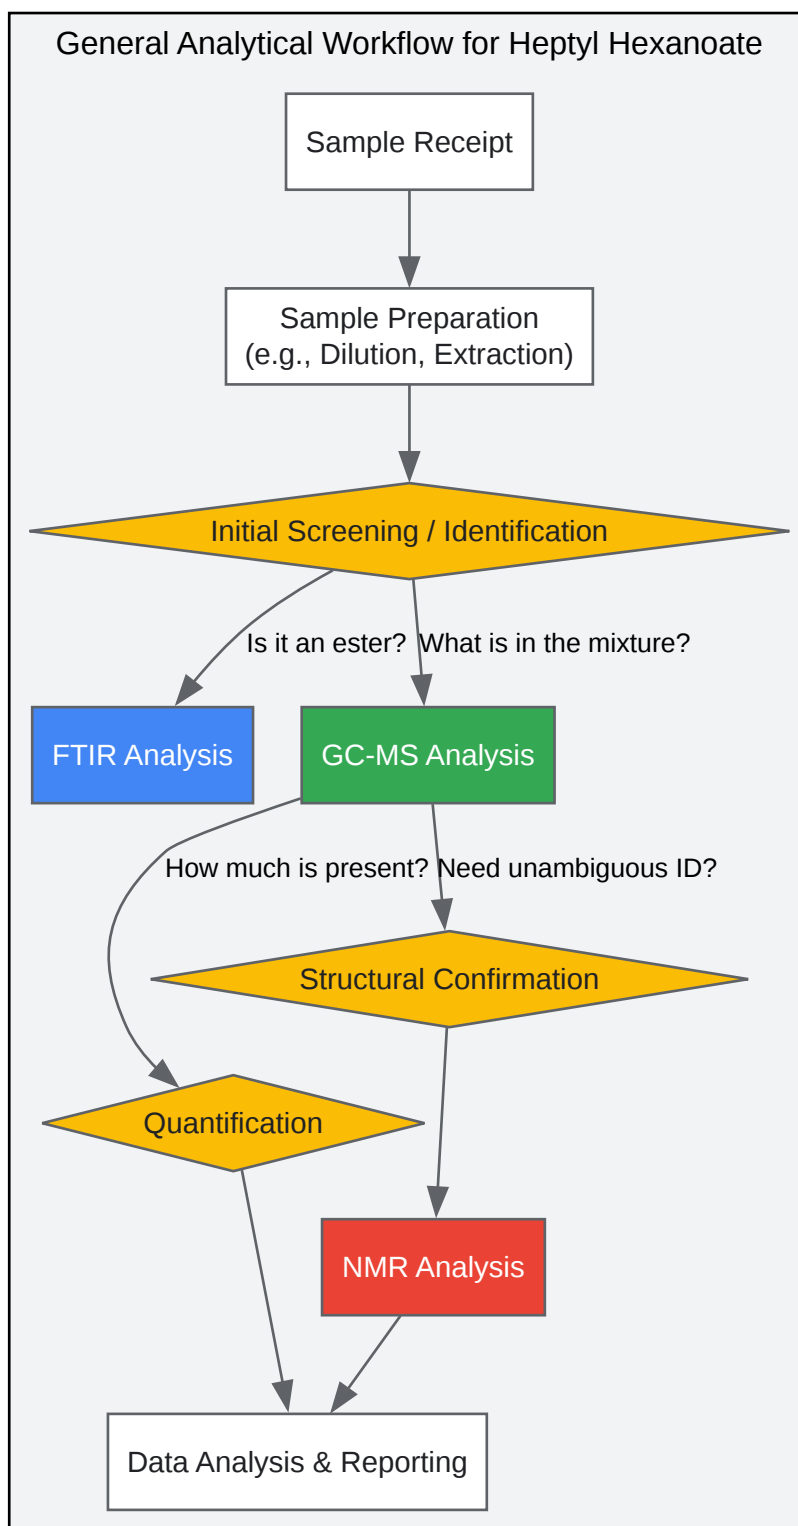 General Analytical Workflow for Heptyl Hexanoate
Sample Receipt
Sample Preparation
(e.g., Dilution, Extraction)
Initial Screening / Identification
Is it an ester?
What is in the mixture?
FTIR Analysis
GC-MS Analysis
How much is present?
Need unambiguous ID?
Structural Confirmation
Quantification
NMR Analysis
Data Analysis & Reporting